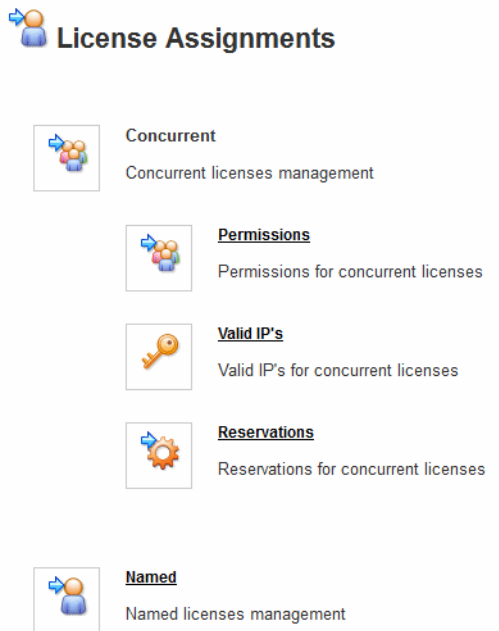 License Assignments
Concurrent
Concurrent licenses management
Permissions
Permissions for concurrent licenses
Valid IP's
Valid IP's for concurrent licenses
Reservations
Reservations for concurrent licenses
Named
Named licenses management